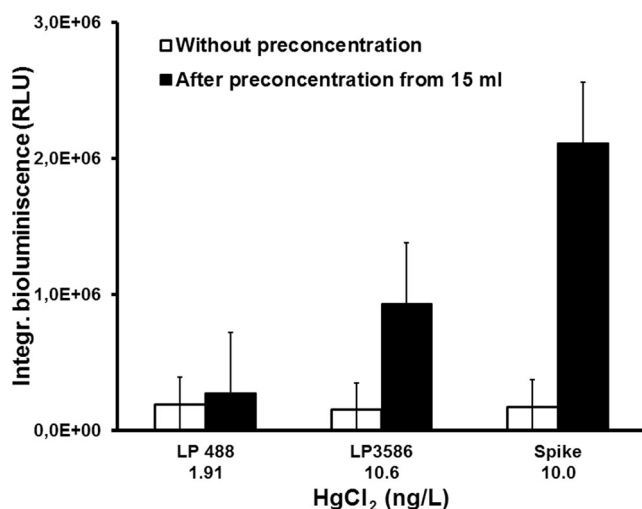 3,0E+06
Without preconcentration
After preconcentration from 15 ml
2,0E+06
1,0E+06
0,0E+00
Integr. bioluminiscence (RLU)
LP 488 LP3586 Spike
1.91 10.6 10.0
HgCl₂ (ng/L)